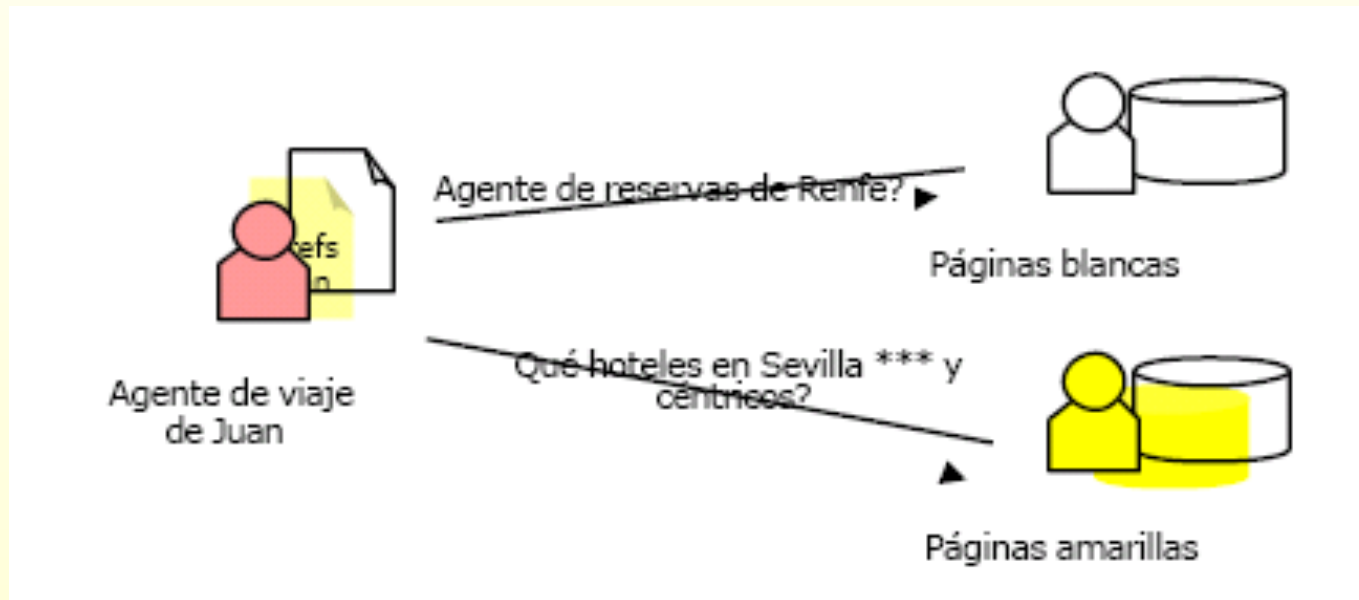 Agente de reservas de Renfe?
efs
n
Páginas blancas
Qué hoteles en Sevilla *** y
céntricos?
Agente de viaje
de Juan
Páginas amarillas